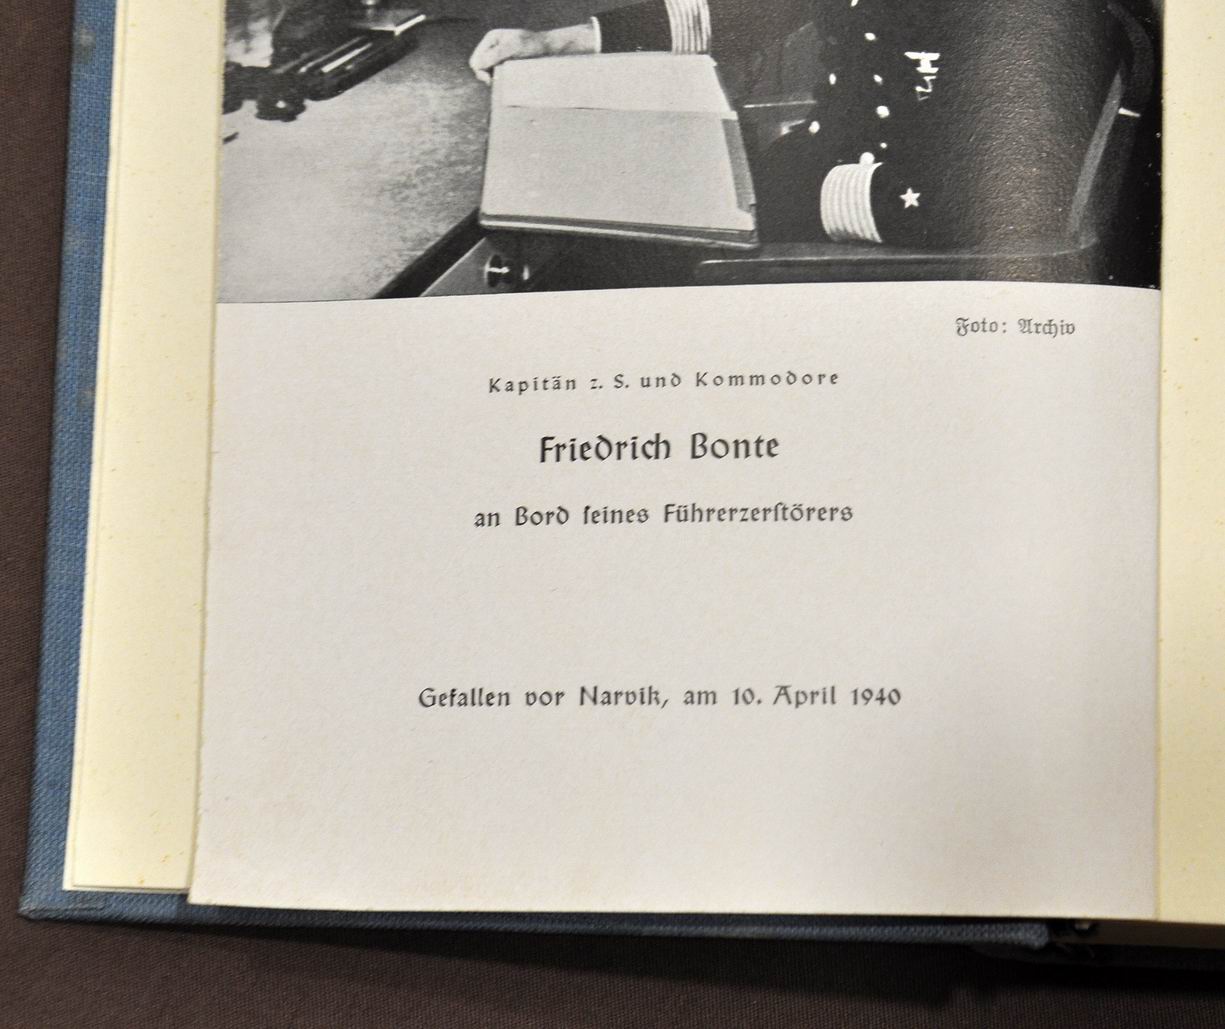 Foto: Archiv
Kapitän z. S. und Kommodore
Friedrich Bonte
an Bord ſeines Führerzerſtörers
Gefallen vor Narvik, am 10. April 1940